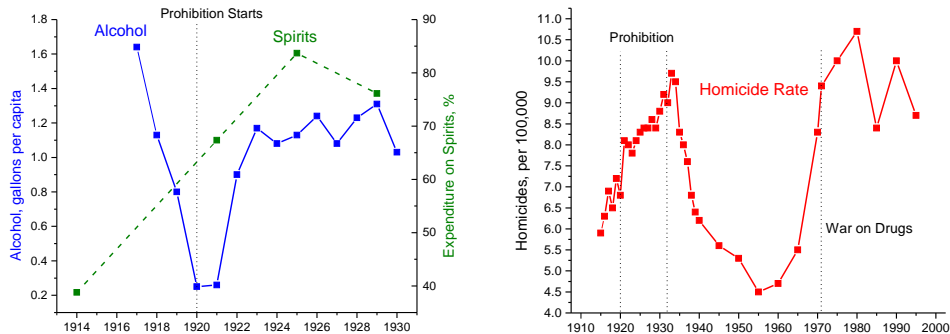 Prohibition Starts
Alcohol
Spirits
Alcohol, gallons per capita
1.8
1.6
1.4
1.2
1.0
0.8
0.6
0.4
0.2
1914 1916 1918 1920 1922 1924 1926 1928 1930
90
80
70
60
50
40
Expenditure on Spirits, %
Prohibition
Homicide Rate
War on Drugs
Homicides, per 100,000
11.0
10.5
10.0
9.5
9.0
8.5
8.0
7.5
7.0
6.5
6.0
5.5
5.0
4.5
4.0
1910 1920 1930 1940 1950 1960 1970 1980 1990 2000